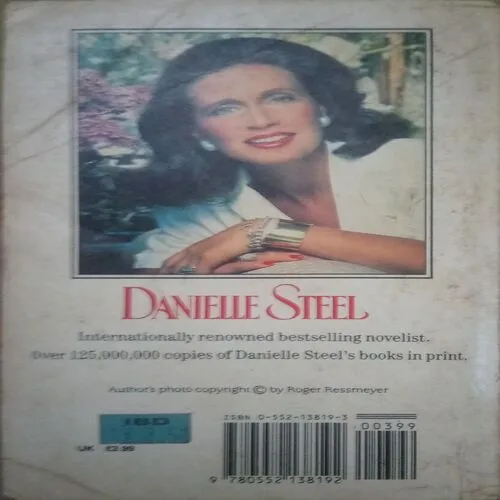 DANIELLE STEEL
Internationally renowned bestselling novelist.
Over 125,000,000 copies of Danielle Steel's books in print.
Author's photo copyright © by Roger Ressmeyer
ISBN 0-552-13819-3
00399
UK £2.99
9 780552 138192